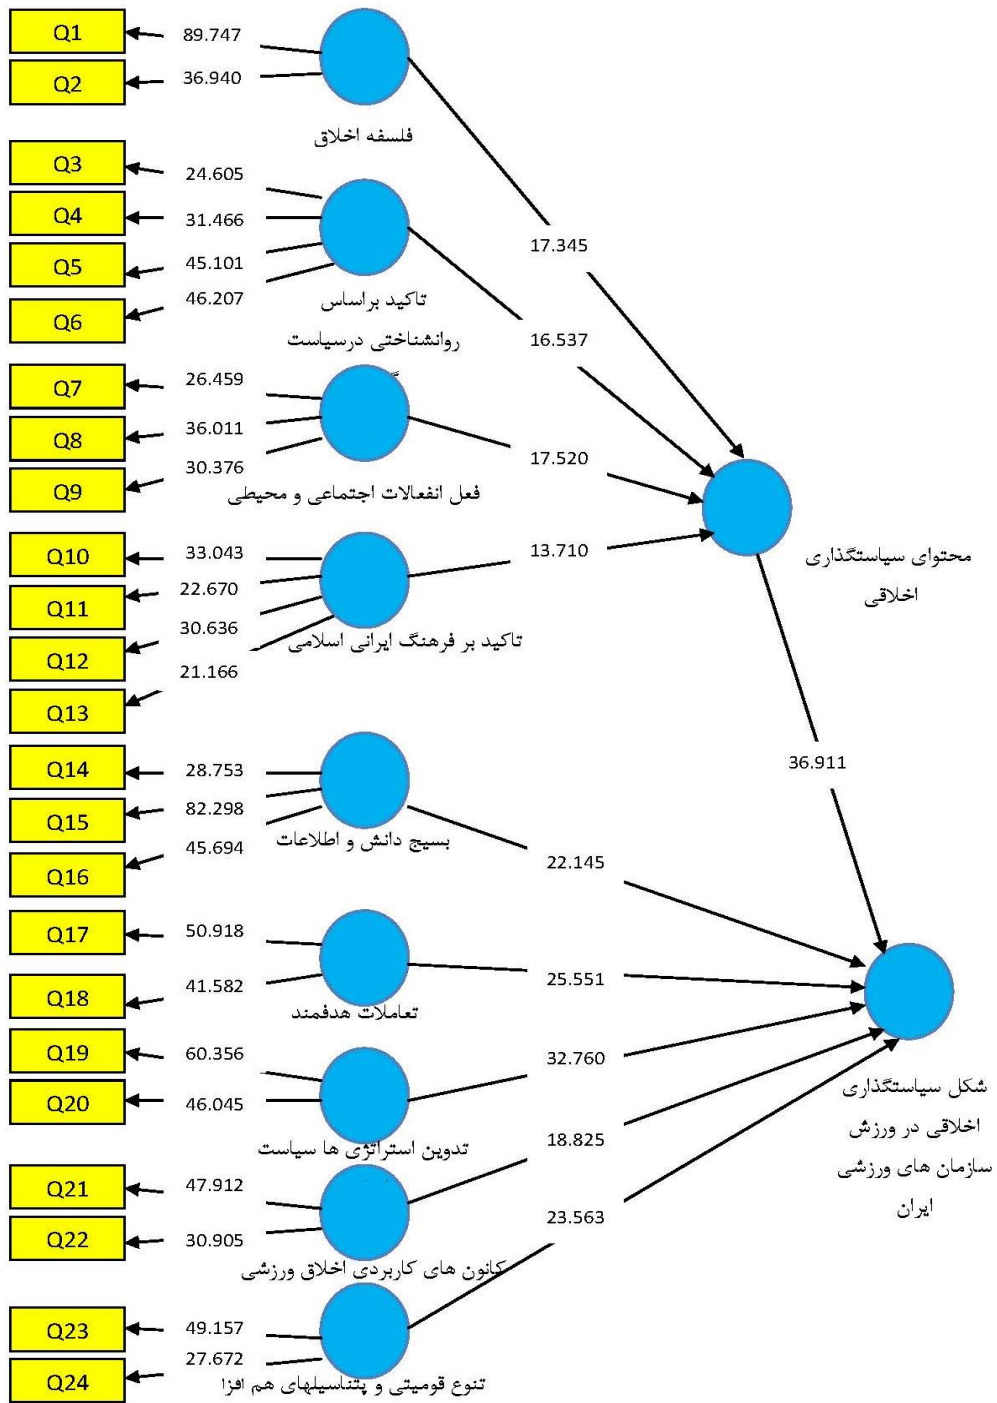 Q1
89.747
Q2
36.940
فلسفه اخلاق
Q3
24.605
Q4
31.466
Q5
45.101
Q6
46.207
تاکید براساس
روانشناختی درسیاست
17.345
16.537
Q7
26.459
Q8
36.011
Q9
30.376
فعل انفعالات اجتماعی و محیطی
17.520
Q10
33.043
Q11
22.670
Q12
30.636
Q13
21.166
تاکید بر فرهنگ ایرانی اسلامی
13.710
محتوای سیاستگذاری
اخلاقی
36.911
Q14
28.753
Q15
82.298
Q16
45.694
بسیج دانش و اطلاعات
22.145
Q17
50.918
Q18
41.582
تعاملات هدفمند
25.551
Q19
60.356
Q20
46.045
تدوین استراتژی ها سیاست
32.760
Q21
47.912
Q22
30.905
کانون های کاربردی اخلاق ورزشی
18.825
Q23
49.157
Q24
27.672
تنوع قومیتی و پتناسیلهای هم افزا
23.563
شکل سیاستگذاری
اخلاقی در ورزش
سازمان های ورزشی
ایران